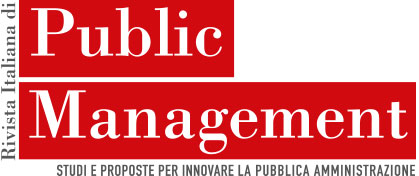 Rivista Italiana di
Public
Management
STUDI E PROPOSTE PER INNOVARE LA PUBBLICA AMMINISTRAZIONE